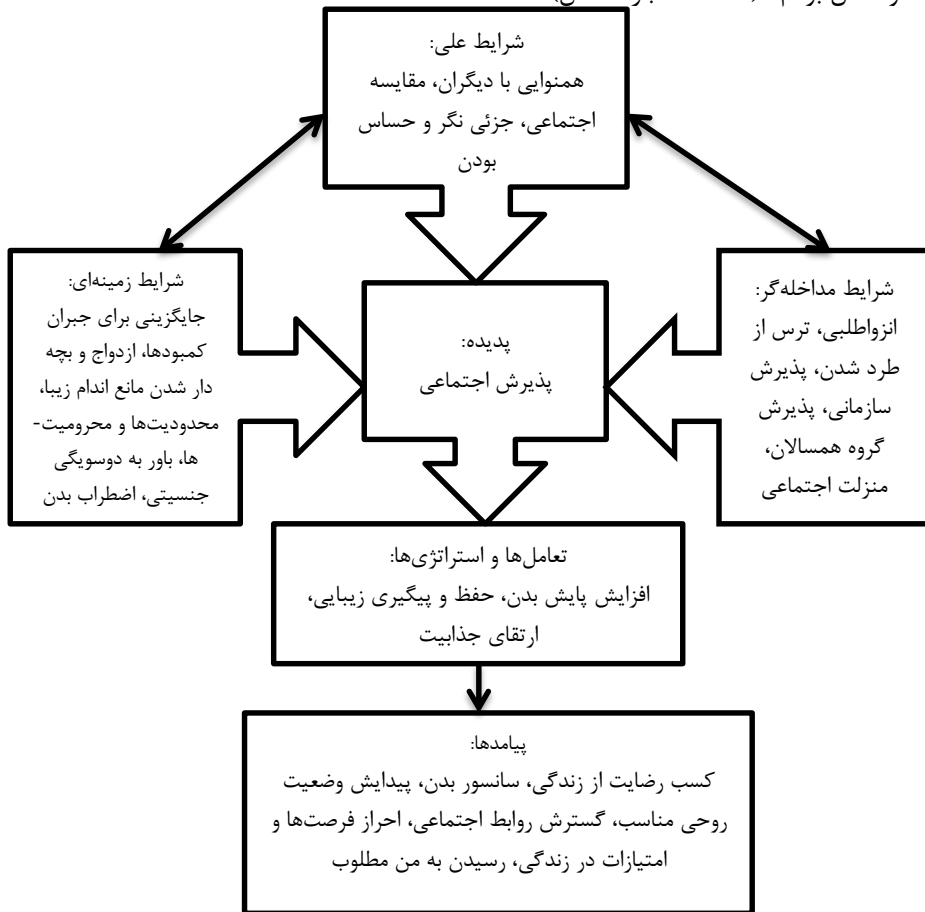 شرایط علی:
همنوایی با دیگران، مقایسه
اجتماعی، جزئی نگر و حساس
بودن
شرایط مداخله‌گر:
انزواطلبی، ترس از
طرد شدن، پذیرش
سازمانی، پذیرش
گروه همسالان،
منزلت اجتماعی
پدیده:
پذیرش اجتماعی
شرایط زمینه‌ای:
جایگزینی برای جبران
کمبودها، ازدواج و بچه
دار شدن مانع اندام زیبا،
محدودیت‌ها و محرومیت-
ها، باور به دوسویگی
جنسیتی، اضطراب بدن
تعامل‌ها و استراتژی‌ها:
افزایش پایش بدن، حفظ و پیگیری زیبایی،
ارتقای جذابیت
پیامدها:
کسب رضایت از زندگی، سانسور بدن، پیدایش وضعیت
روحی مناسب، گسترش روابط اجتماعی، احراز فرصت‌ها و
امتیازات در زندگی، رسیدن به من مطلوب